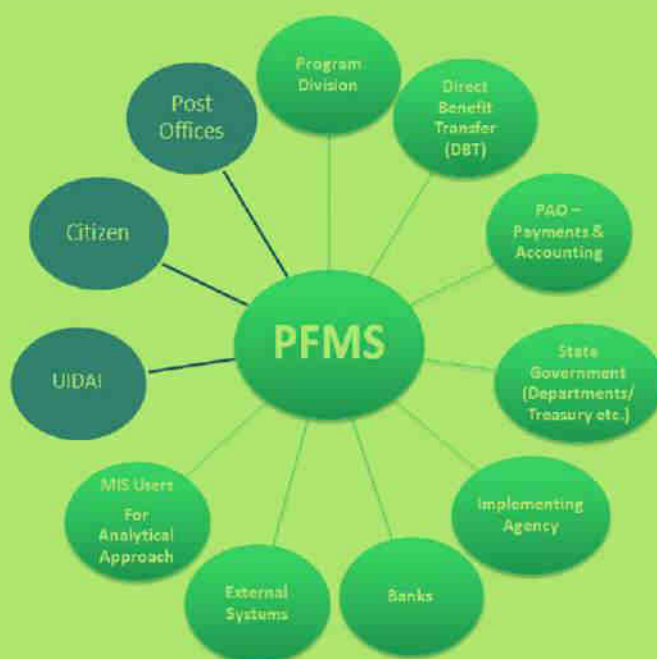 Program
Division
Direct
Benefit
Transfer
(DBT)
PAO –
Payments &
Accounting
State
Government
(Departments/
Treasury etc.)
Implementing
Agency
Banks
External
Systems
MIS Users
For
Analytical
Approach
UIDAI
Citizen
Post
Offices
PFMS